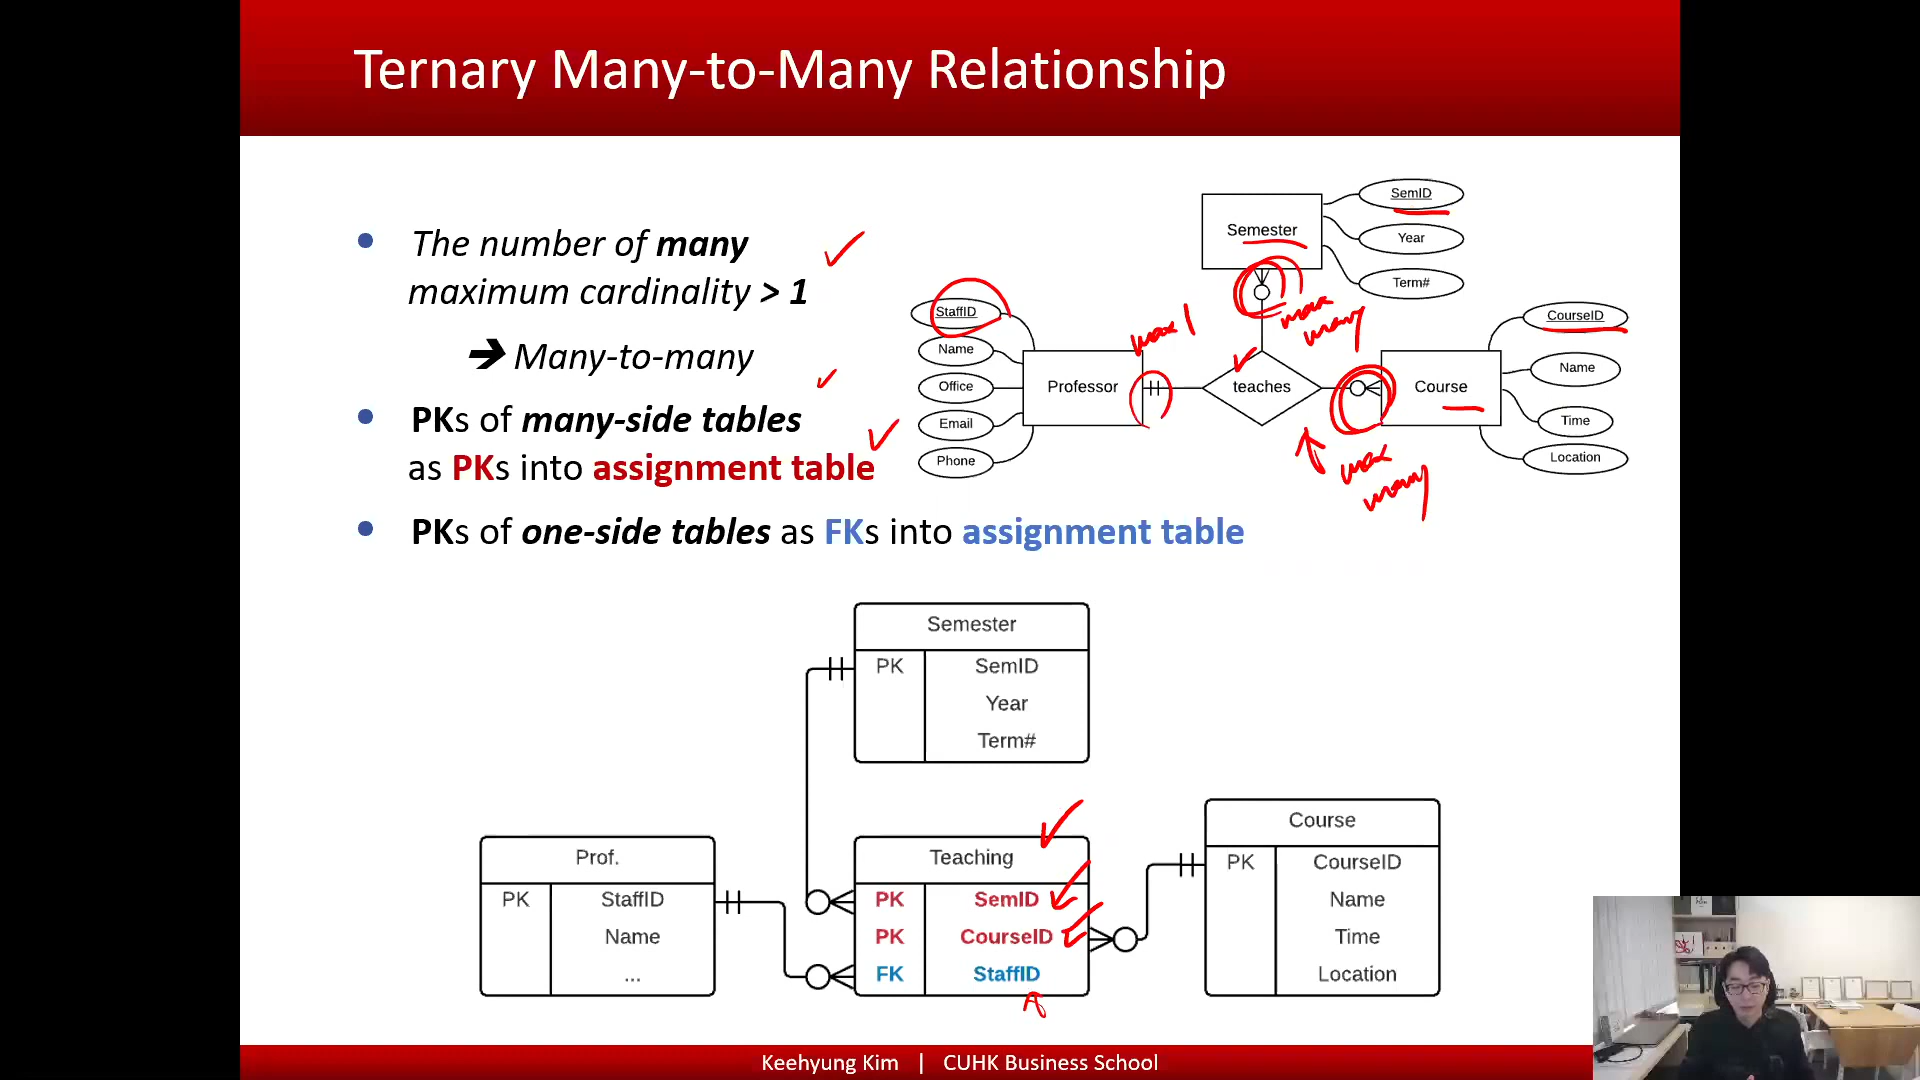 Ternary Many-to-Many Relationship
The number of many
maximum cardinality > 1
➔ Many-to-many
PKs of many-side tables
as PKs into assignment table
PKs of one-side tables as FKs into assignment table
Semester
SemID
Year
Term#
StaffID
Name
Office
Email
Phone
Professor
max 1
teaches
max
many
Course
CourseID
Name
Time
Location
max
many
Semester
PK SemID
Year
Term#
Prof.
PK StaffID
Name
...
Teaching
PK SemID
PK CourseID
FK StaffID
Course
PK CourseID
Name
Time
Location
Keehyung Kim | CUHK Business School